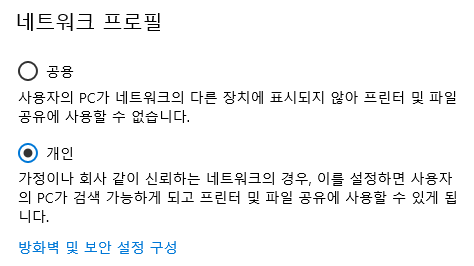 네트워크 프로필
공용
사용자의 PC가 네트워크의 다른 장치에 표시되지 않아 프린터 및 파일
공유에 사용할 수 없습니다.
개인
가정이나 회사 같이 신뢰하는 네트워크의 경우, 이를 설정하면 사용자
의 PC가 검색 가능하게 되고 프린터 및 파일 공유에 사용할 수 있게 됩
니다.
방화벽 및 보안 설정 구성